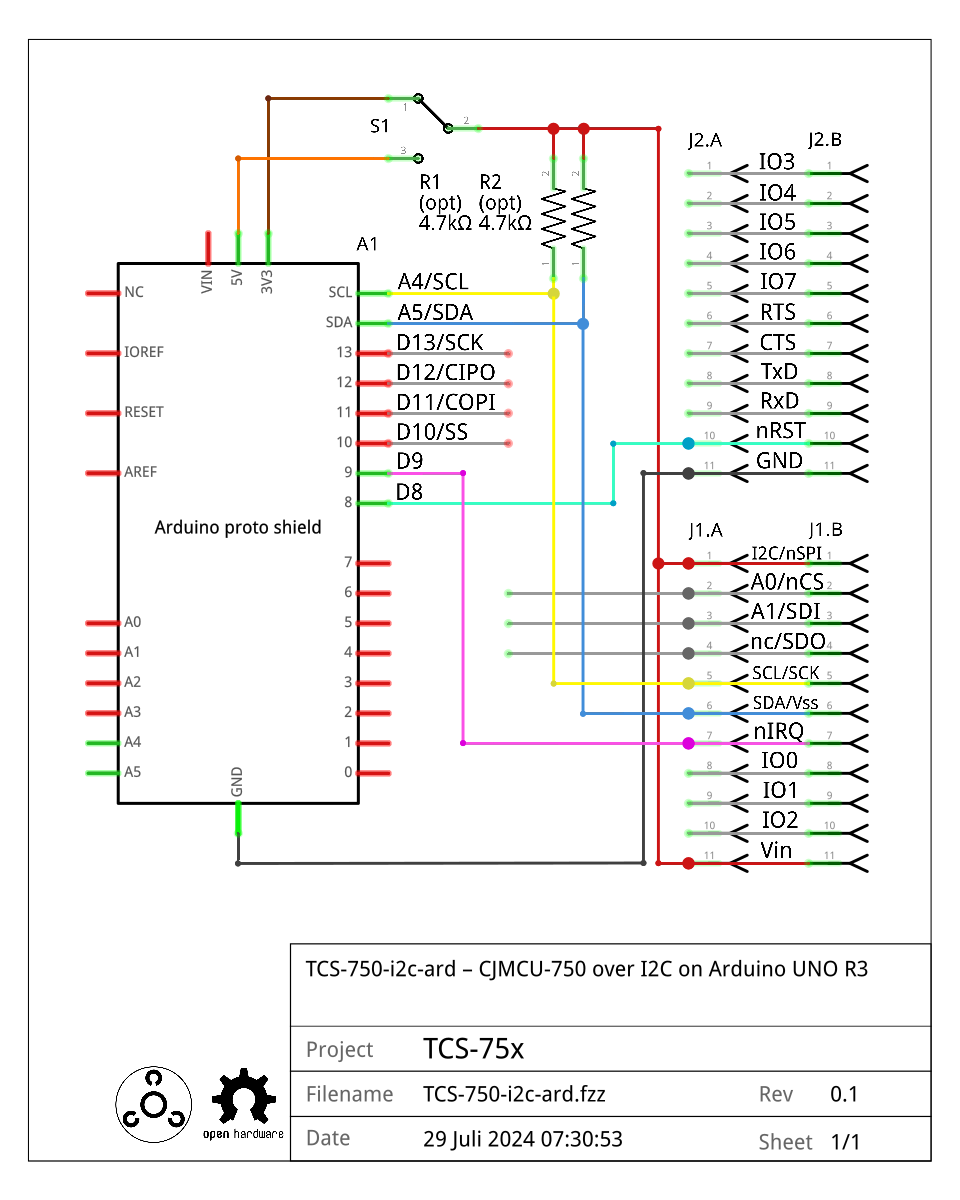 1
S1
2
3
J2.A
J2.B
R1
(opt)
4.7kΩ
R2
(opt)
4.7kΩ
2
2
1
1
A1
VIN
5V
3V3
NC
IOREF
RESET
AREF
Arduino proto shield
A0
A1
A2
A3
A4
A5
GND
SCL
SDA
13
12
11
10
9
8
7
6
5
4
3
2
1
0
A4/SCL
A5/SDA
D13/SCK
D12/CIPO
D11/COPI
D10/SS
D9
D8
1 IO3 1
2 IO4 2
3 IO5 3
4 IO6 4
5 IO7 5
6 RTS 6
7 CTS 7
8 TxD 8
9 RxD 9
10 nRST 10
11 GND 11
J1.A
J1.B
1 I2C/nSPI 1
2 A0/nCS 2
3 A1/SDI 3
4 nc/SDO 4
5 SCL/SCK 5
6 SDA/Vss 6
7 nIRQ 7
8 IO0 8
9 IO1 9
10 IO2 10
11 Vin 11
TCS-750-i2c-ard – CJMCU-750 over I2C on Arduino UNO R3
Project TCS-75x
Filename TCS-750-i2c-ard.fzz Rev 0.1
Date 29 Juli 2024 07:30:53 Sheet 1/1
open hardware